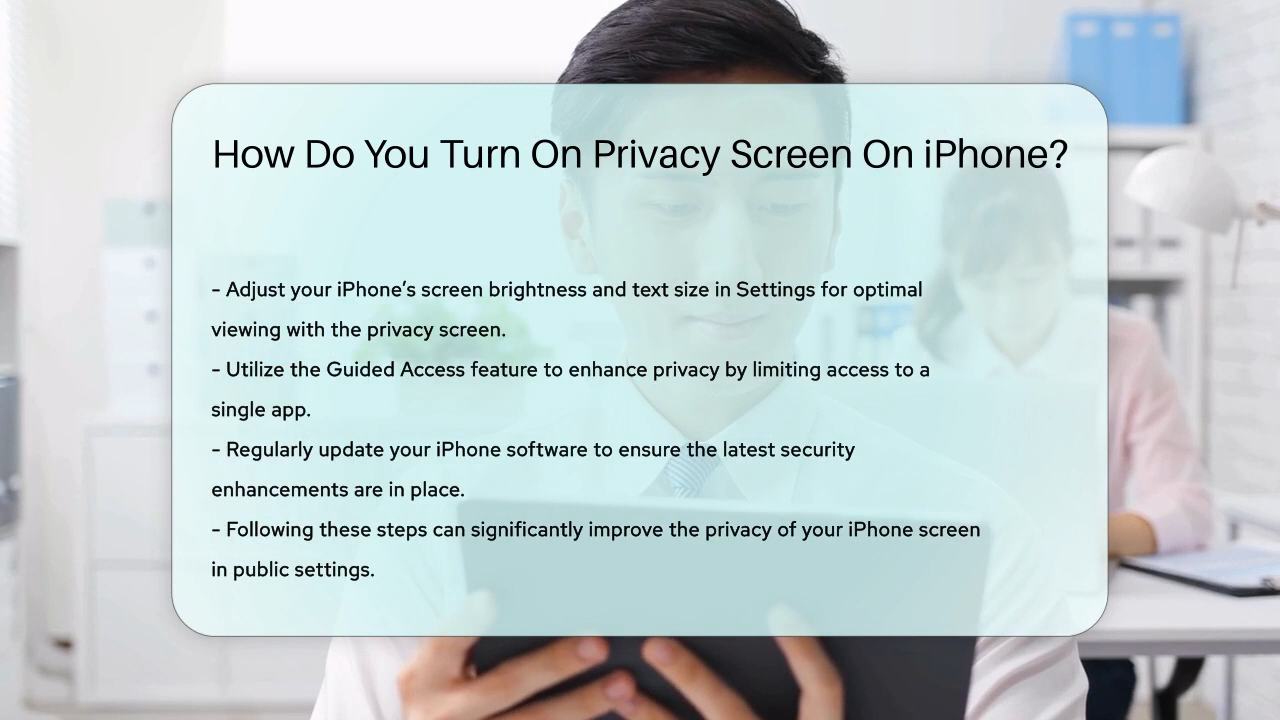 How Do You Turn On Privacy Screen On iPhone?
- Adjust your iPhone's screen brightness and text size in Settings for optimal
viewing with the privacy screen.
- Utilize the Guided Access feature to enhance privacy by limiting access to a
single app.
- Regularly update your iPhone software to ensure the latest security
enhancements are in place.
- Following these steps can significantly improve the privacy of your iPhone screen
in public settings.